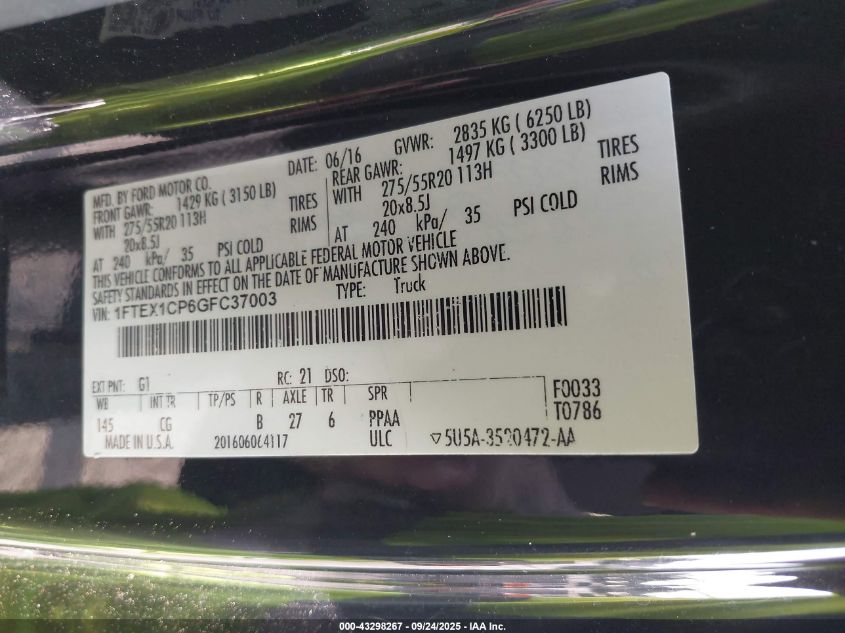 MFD. BY FORD MOTOR CO.
DATE: 06/16 GVWR: 2835 KG ( 6250 LB)
FRONT GAWR: 1429 KG ( 3150 LB) REAR GAWR: 1497 KG ( 3300 LB)
WITH 275/55R20 113H TIRES WITH 275/55R20 113H TIRES
20x8.5J RIMS 20x8.5J RIMS
AT 240 kPa/ 35 PSI COLD AT 240 kPa/ 35 PSI COLD
THIS VEHICLE CONFORMS TO ALL APPLICABLE FEDERAL MOTOR VEHICLE
SAFETY STANDARDS IN EFFECT ON THE DATE OF MANUFACTURE SHOWN ABOVE.
VIN: 1FTEX1CP6GFC37003 TYPE: Truck
EXT PNT: G1 RC: 21 DSO:
WB INT TR TP/PS R AXLE TR SPR F0033
145 CG B 27 6 PPAA T0786
MADE IN U.S.A. 201606064117 ULC ▽5U5A-3520472-AA
000-43298267 - 09/24/2025 - IAA Inc.